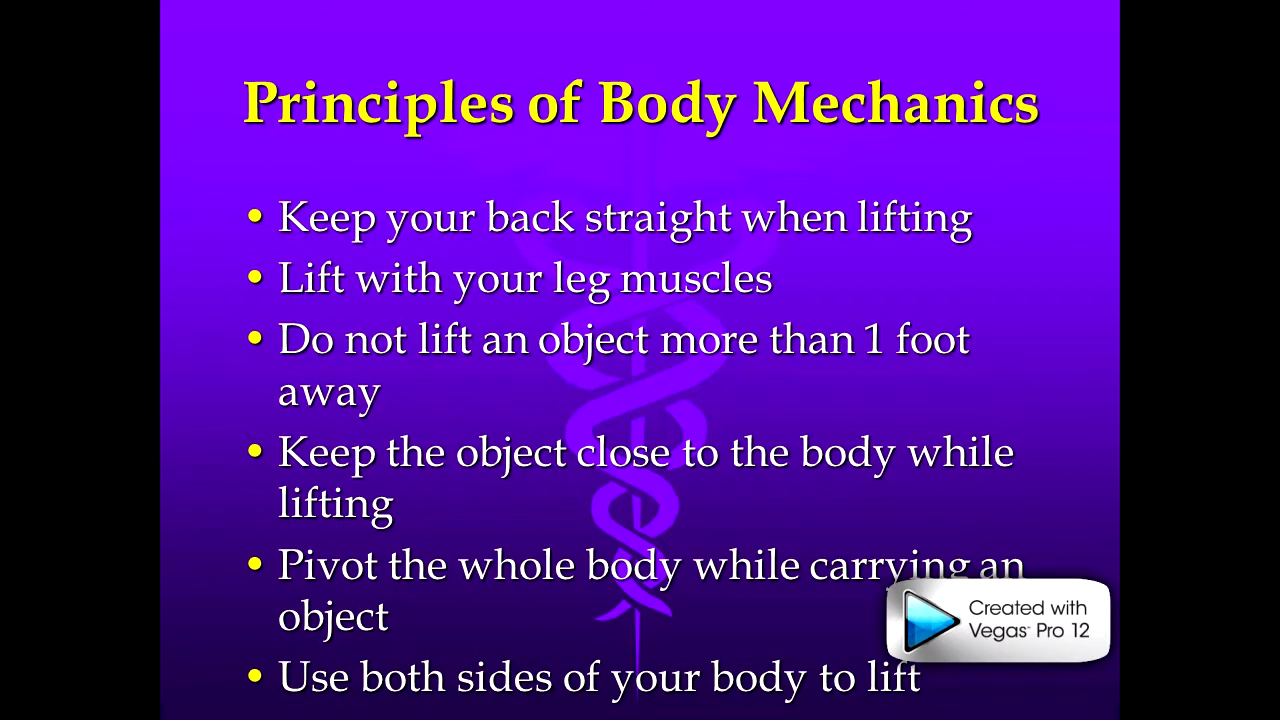 Principles of Body Mechanics
• Keep your back straight when lifting
• Lift with your leg muscles
• Do not lift an object more than 1 foot
away
• Keep the object close to the body while
lifting
• Pivot the whole body while carrying an
object
• Use both sides of your body to lift
Created with
Vegas™ Pro 12